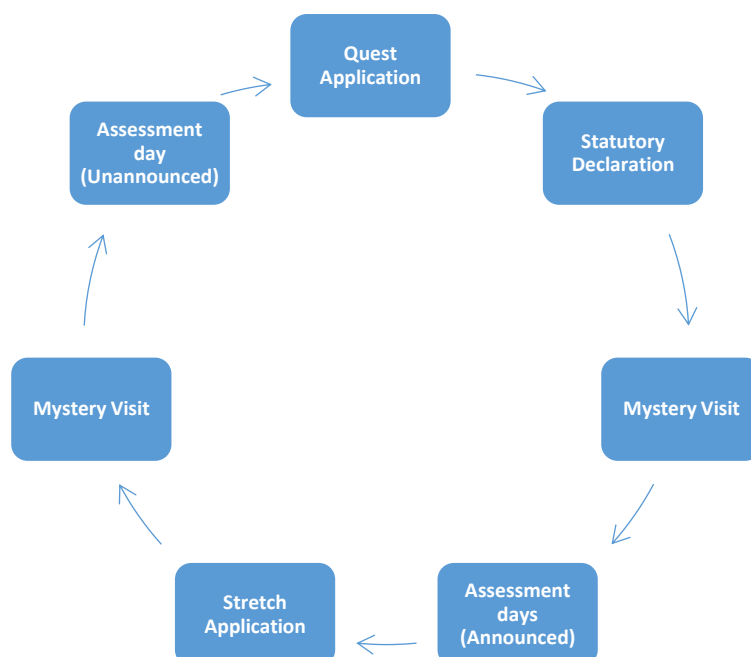 Quest
Application
Statutory
Declaration
Mystery Visit
Assessment
days
(Announced)
Stretch
Application
Mystery Visit
Assessment
day
(Unannounced)